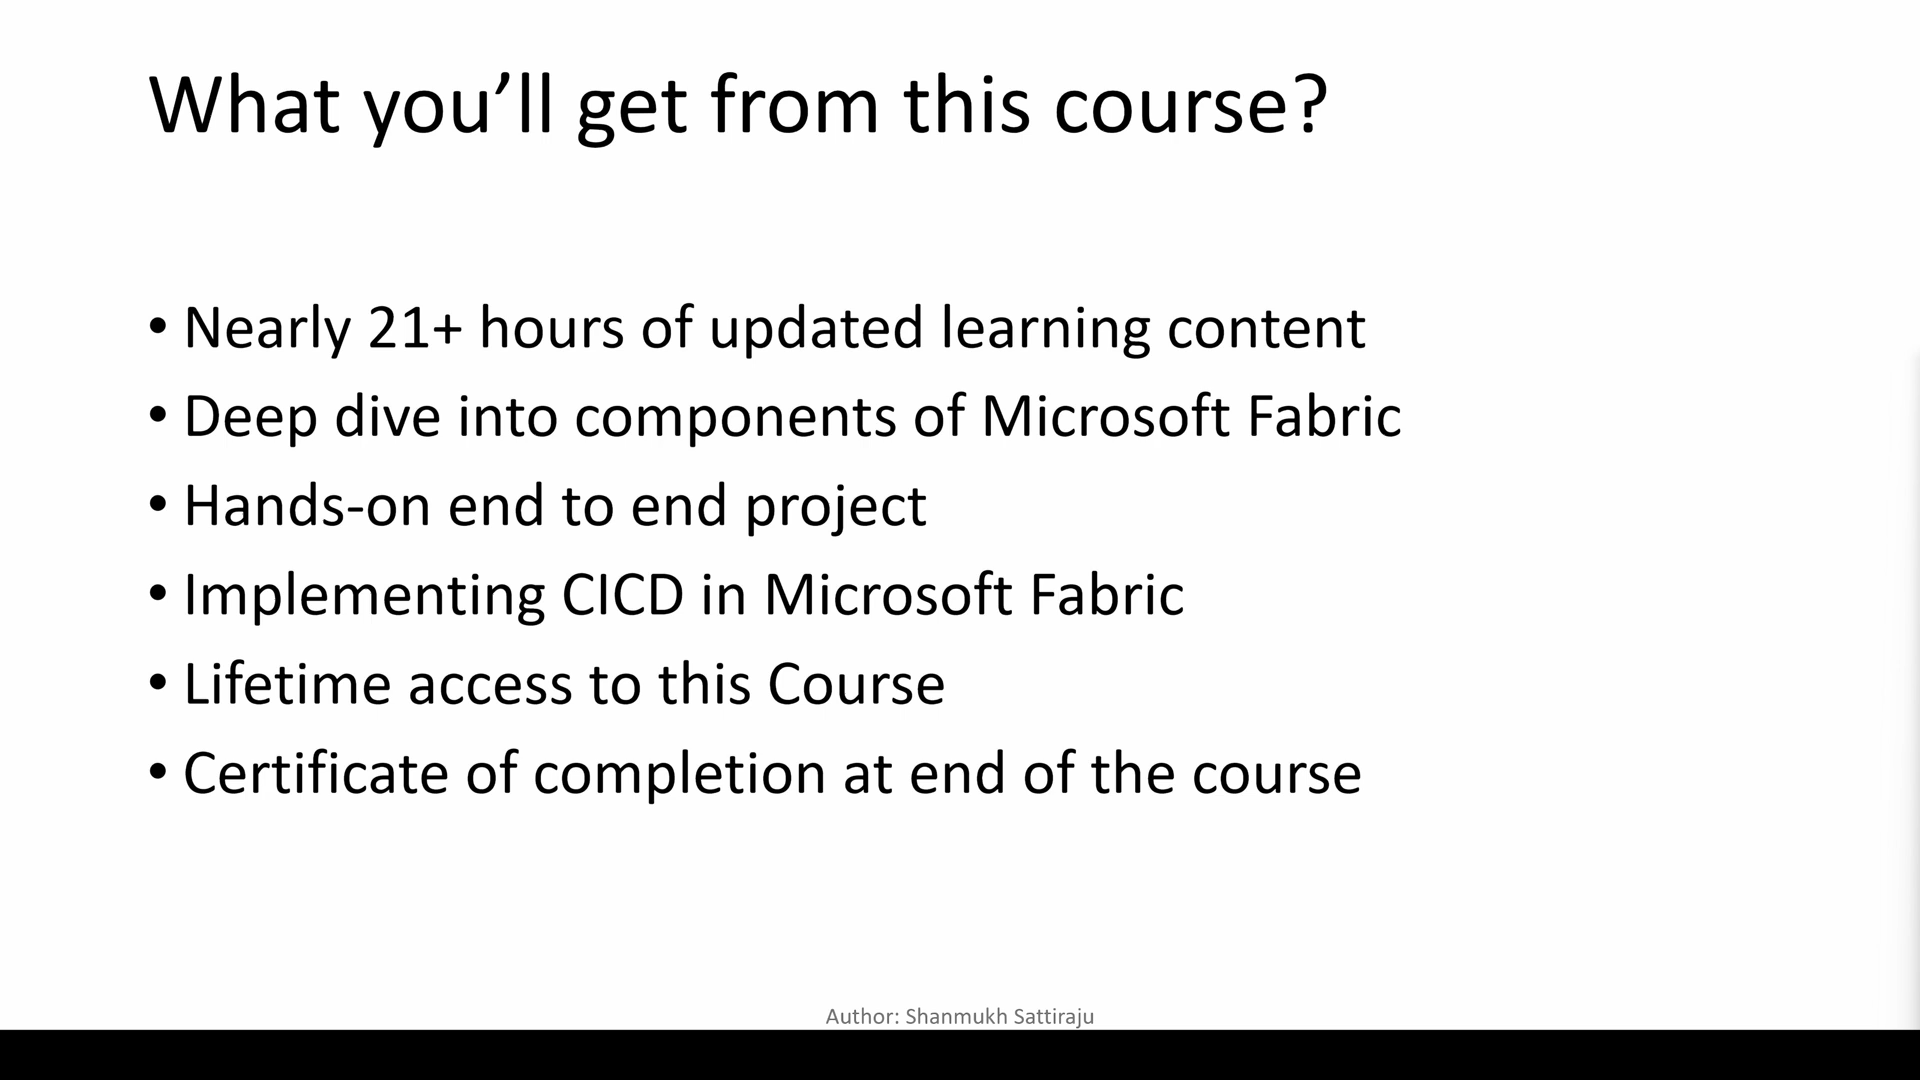 What you’ll get from this course?
• Nearly 21+ hours of updated learning content
• Deep dive into components of Microsoft Fabric
• Hands-on end to end project
• Implementing CICD in Microsoft Fabric
• Lifetime access to this Course
• Certificate of completion at end of the course
Author: Shanmukh Sattiraju